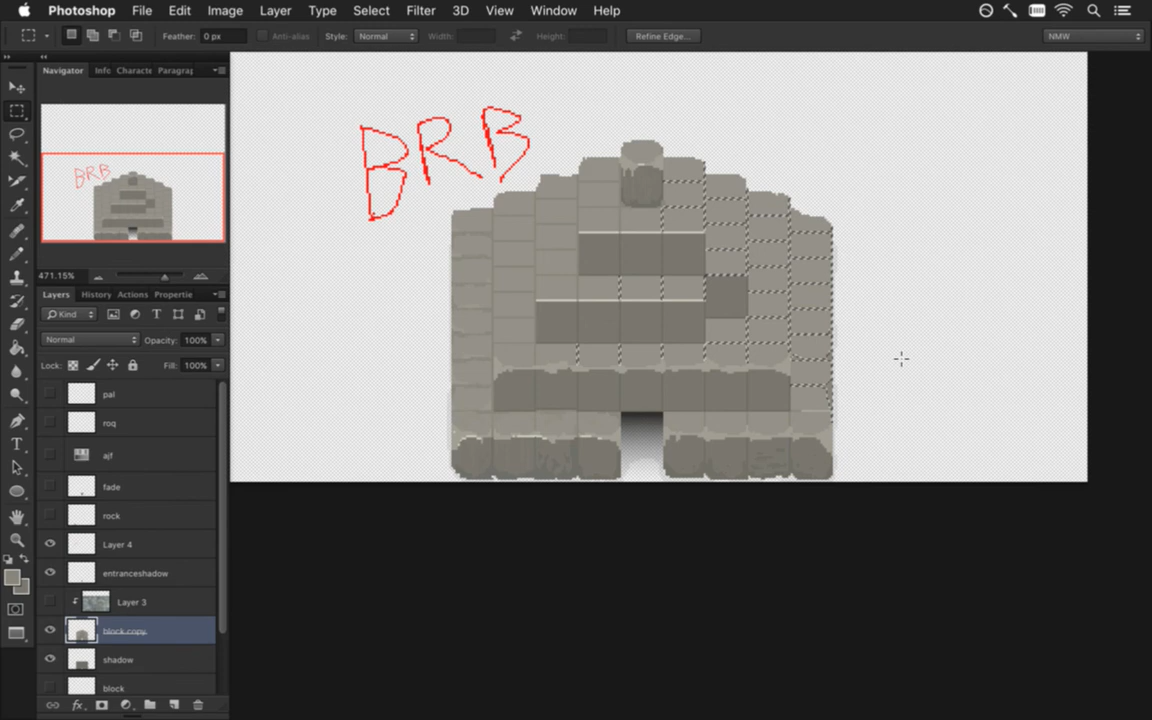 Photoshop File Edit Image Layer Type Select Filter 3D View Window Help
Feather: 0 px Anti-alias Style: Normal Width: Height: Refine Edge... NMW
Navigator Info Characte Paragrap
BRB
BRB
471.15%
Layers History Actions Propertie
Kind
Normal Opacity: 100%
Lock: Fill: 100%
pal
roq
ajf
fade
rock
Layer 4
entranceshadow
Layer 3
block copy
shadow
block
fx